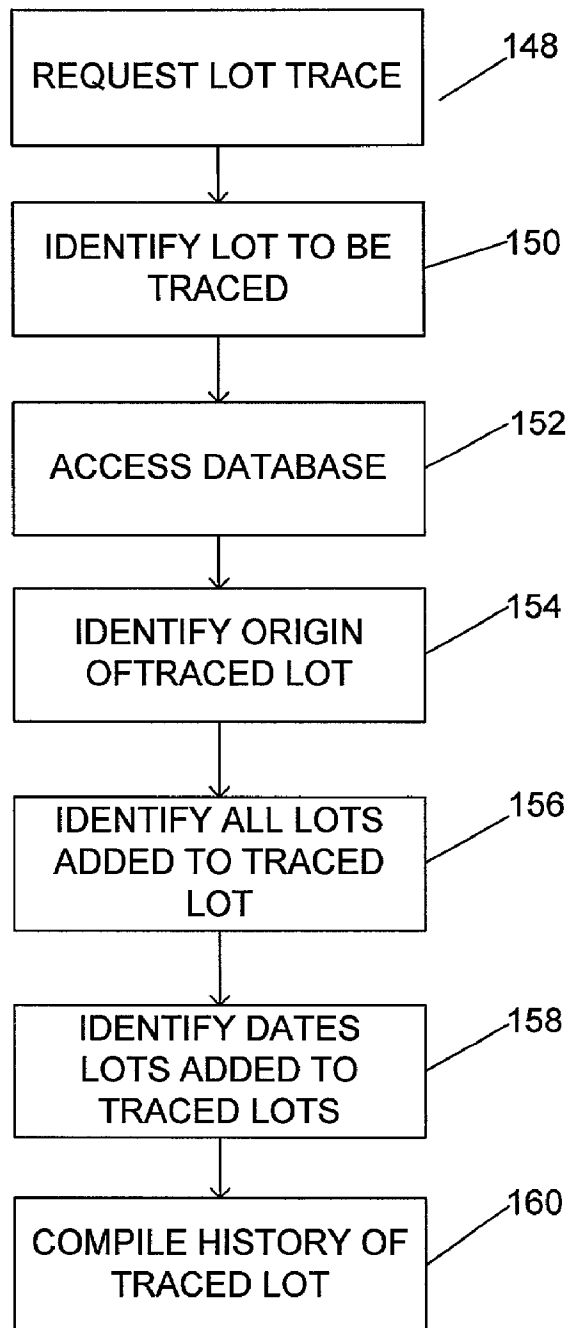 REQUEST LOT TRACE
148
IDENTIFY LOT TO BE
TRACED
150
ACCESS DATABASE
152
IDENTIFY ORIGIN
OFTRACED LOT
154
IDENTIFY ALL LOTS
ADDED TO TRACED
LOT
156
IDENTIFY DATES
LOTS ADDED TO
TRACED LOTS
158
COMPILE HISTORY OF
TRACED LOT
160